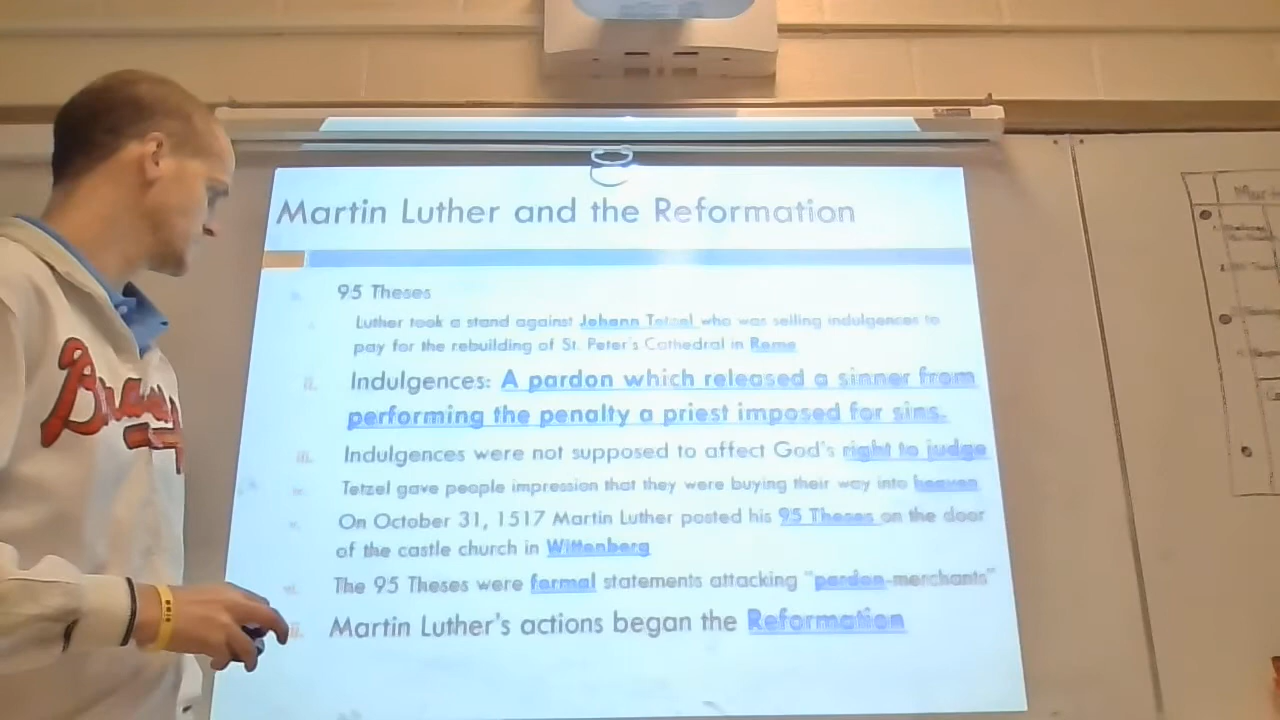 Martin Luther and the Reformation
95 Theses
Luther took a stand against Johann Tetzel who was selling indulgences to
pay for the rebuilding of St. Peter's Cathedral in Rome
ii. Indulgences: A pardon which released a sinner from
performing the penalty a priest imposed for sins.
iii. Indulgences were not supposed to affect God's right to judge
iv. Tetzel gave people impression that they were buying their way into heaven
v. On October 31, 1517 Martin Luther posted his 95 Theses on the door
of the castle church in Wittenberg
vi. The 95 Theses were formal statements attacking "pardon-merchants"
Martin Luther's actions began the Reformation
Braves